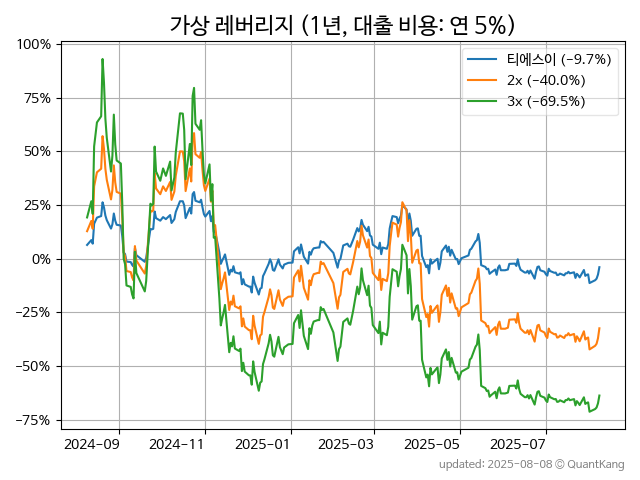 가상 레버리지 (1년, 대출 비용: 연 5%)
100%
75%
50%
25%
0%
−25%
−50%
−75%
티에스이 (−9.7%)
2x (−40.0%)
3x (−69.5%)
2024-09
2024-11
2025-01
2025-03
2025-05
2025-07
updated: 2025-08-08 © QuantKang